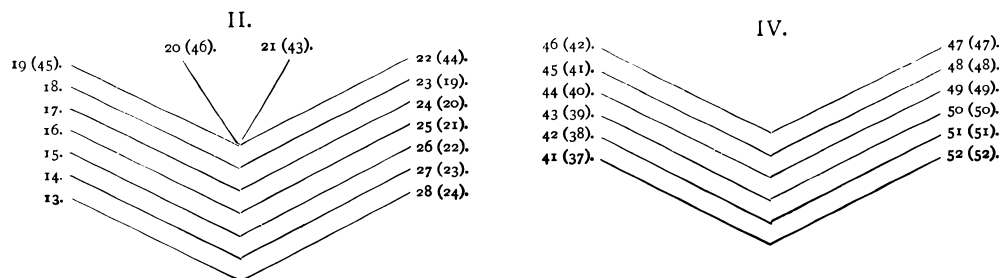 II.
20 (46). 21 (43).
19 (45). 22 (44).
18. 23 (19).
17. 24 (20).
16. 25 (21).
15. 26 (22).
14. 27 (23).
13. 28 (24).
IV.
46 (42). 47 (47).
45 (41). 48 (48).
44 (40). 49 (49).
43 (39). 50 (50).
42 (38). 51 (51).
41 (37). 52 (52).